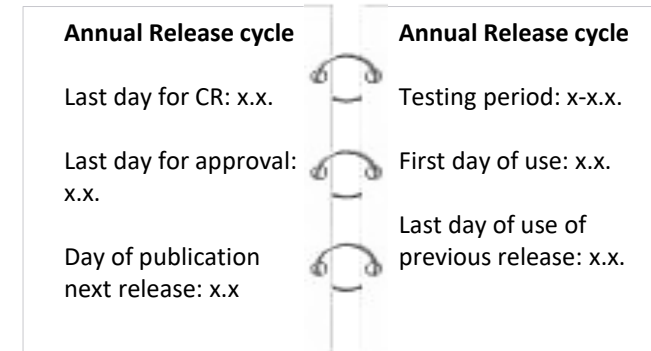 Annual Release cycle
Last day for CR: x.x.
Last day for approval:
x.x.
Day of publication
next release: x.x
Annual Release cycle
Testing period: x-x.x.
First day of use: x.x.
Last day of use of
previous release: x.x.